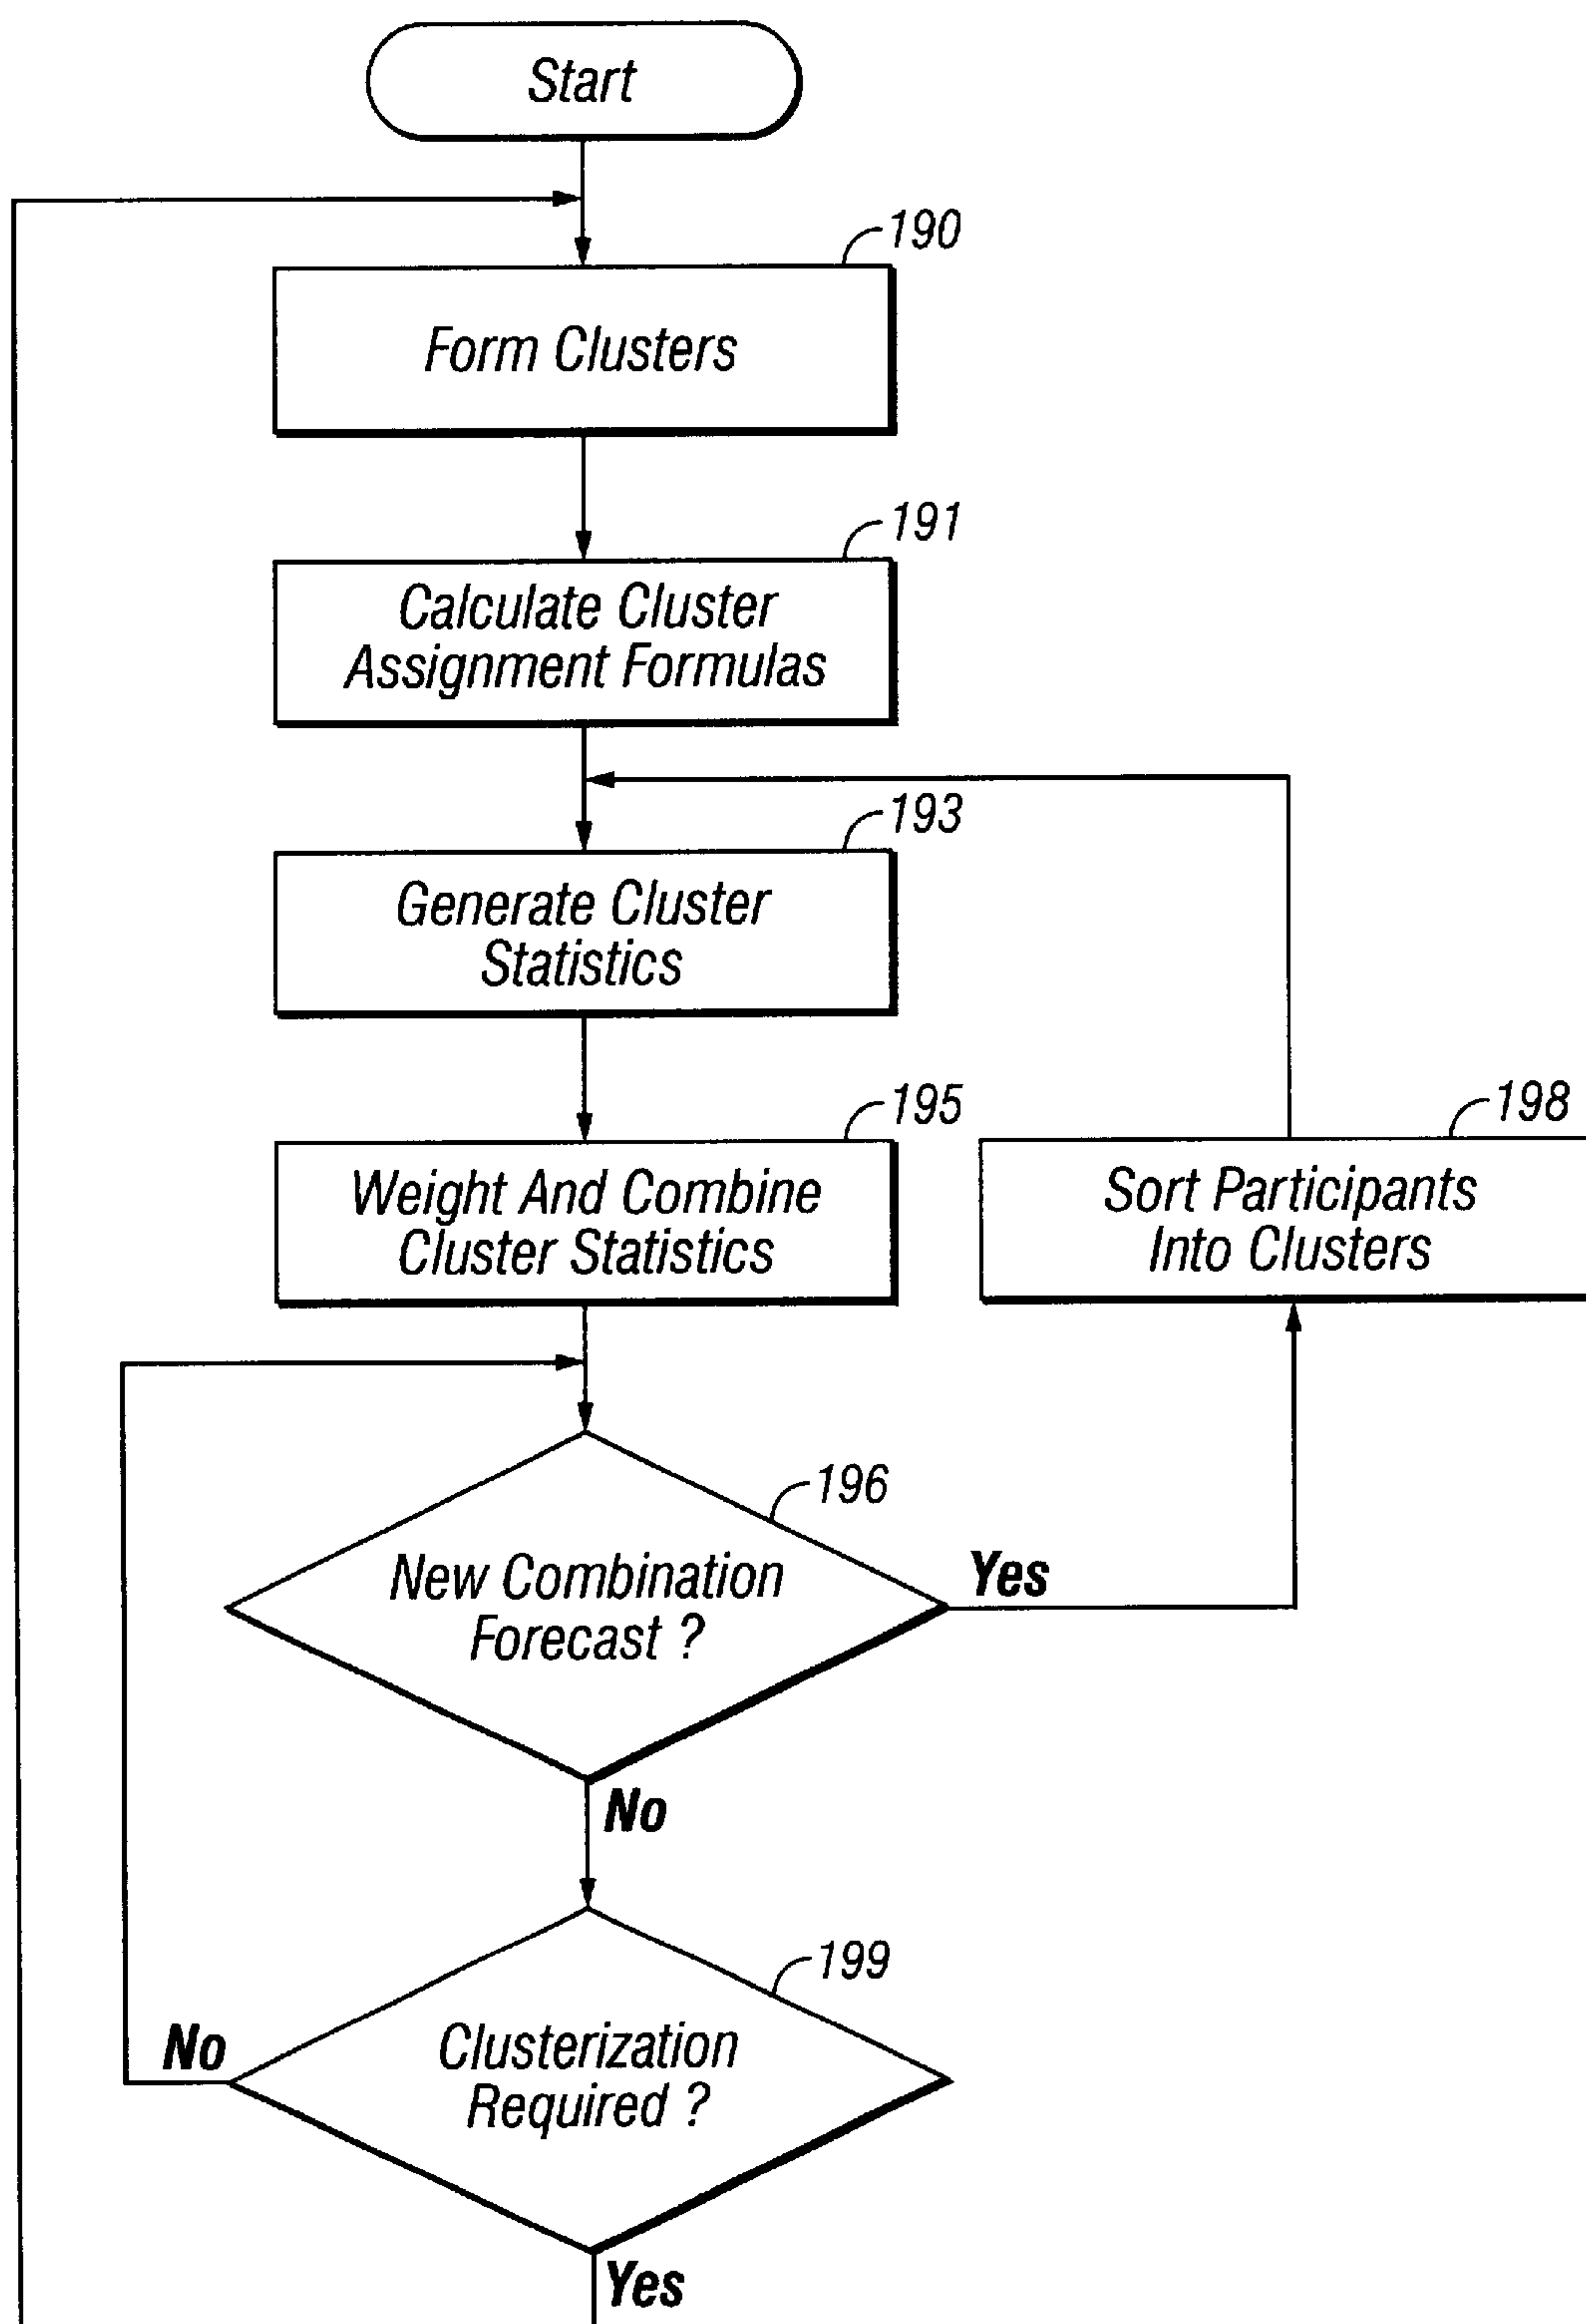 Start
190
Form Clusters
191
Calculate Cluster
Assignment Formulas
193
Generate Cluster
Statistics
195
Weight And Combine
Cluster Statistics
198
Sort Participants
Into Clusters
196
New Combination
Forecast ?
Yes
No
199
Clusterization
Required ?
No
Yes